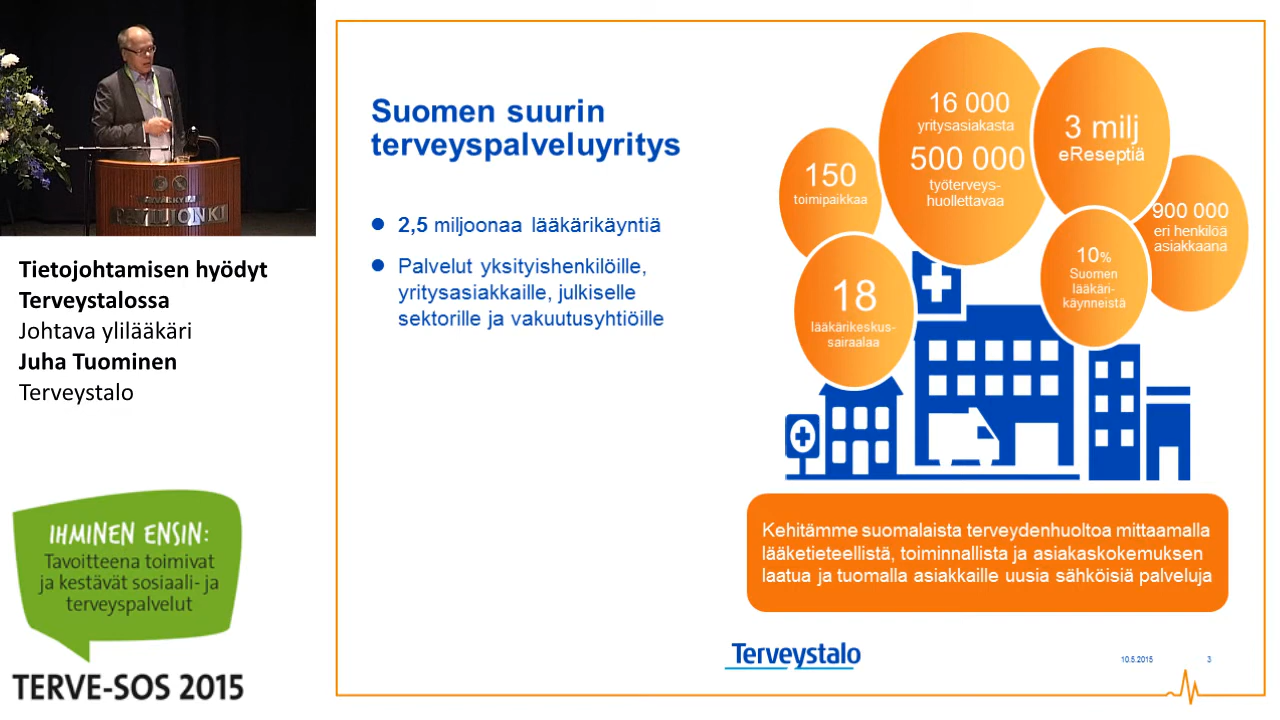 PAVILJONKI
Tietojohtamisen hyödyt
Terveystalossa
Johtava ylilääkäri
Juha Tuominen
Terveystalo
IHMINEN ENSIN:
Tavoitteena toimivat
ja kestävät sosiaali- ja
terveyspalvelut
TERVE-SOS 2015
Suomen suurin
terveyspalveluyritys
2,5 miljoonaa lääkärikäyntiä
Palvelut yksityishenkilöille,
yritysasiakkaille, julkiselle
sektorille ja vakuutusyhtiöille
150
toimipaikkaa
16 000
yritysasiakasta
500 000
työterveys-
huollettavaa
3 milj
eReseptiä
900 000
eri henkilöä
asiakkaana
18
lääkärikeskus-
sairaalaa
10%
Suomen
lääkäri-
käynneistä
Kehitämme suomalaista terveydenhuoltoa mittaamalla
lääketieteellistä, toiminnallista ja asiakaskokemuksen
laatua ja tuomalla asiakkaille uusia sähköisiä palveluja
Terveystalo
10.5.2015
3